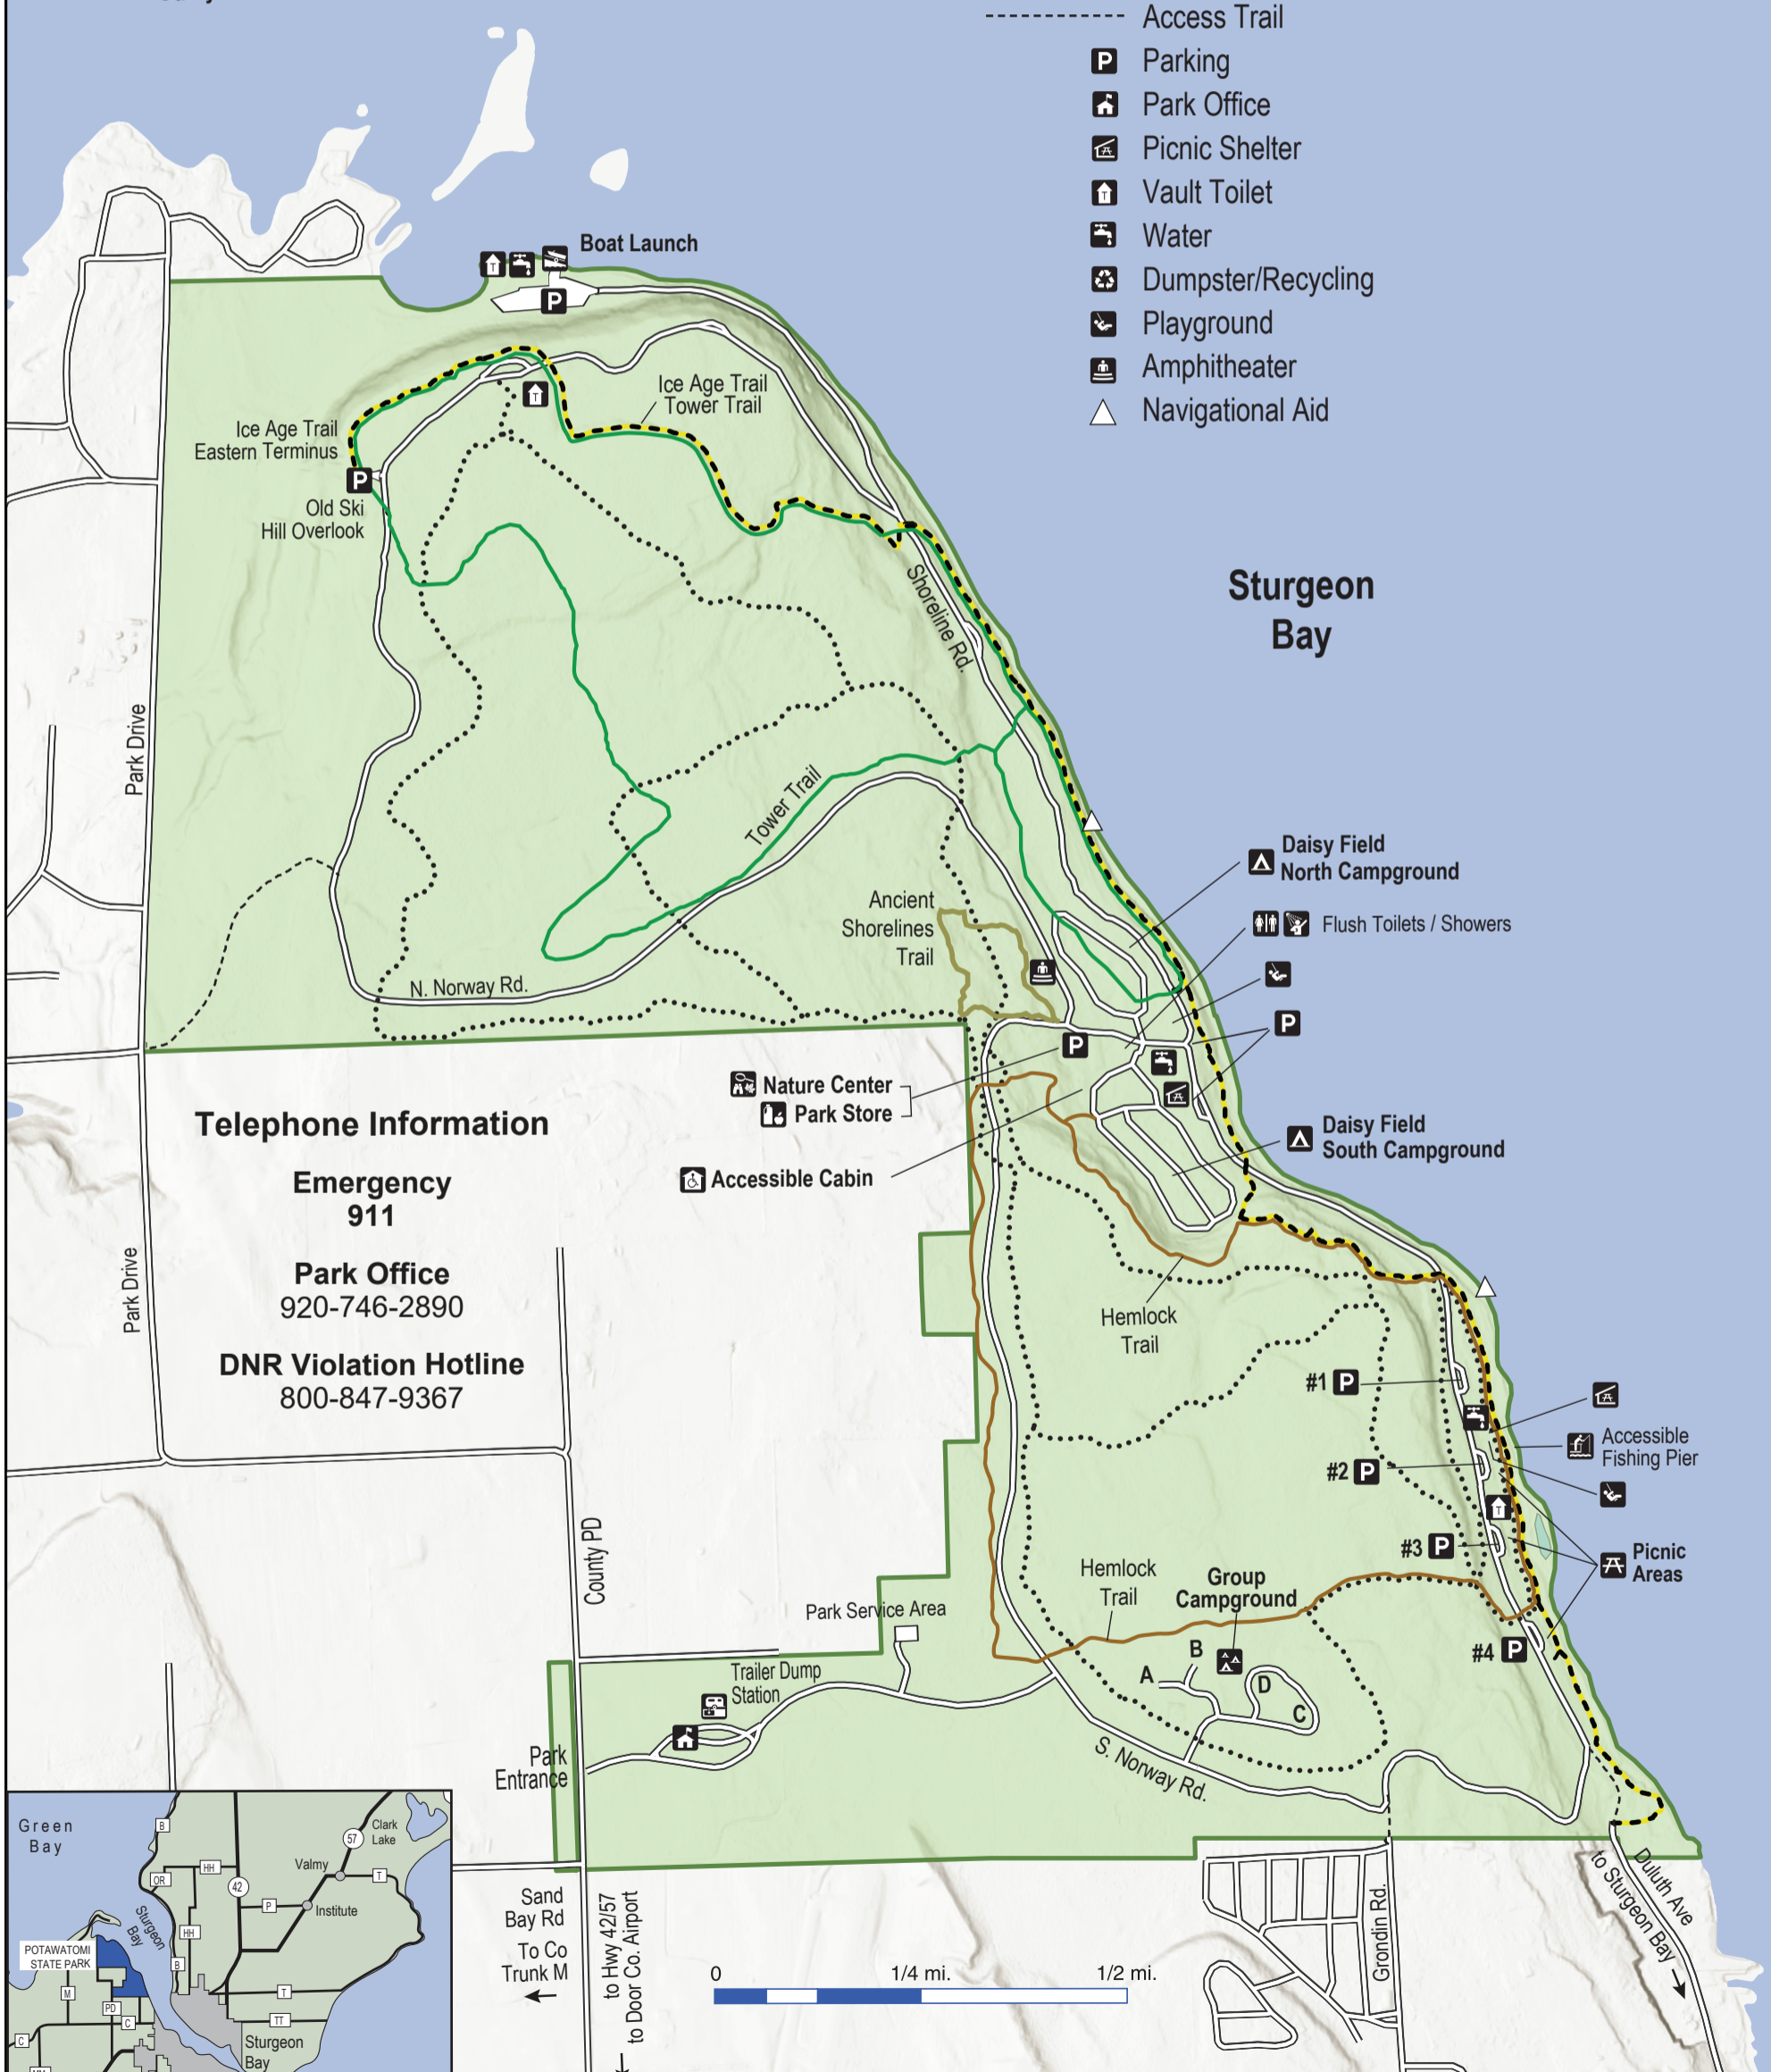 Access Trail
P Parking
Park Office
Picnic Shelter
T Vault Toilet
Water
Dumpster/Recycling
Playground
Amphitheater
Navigational Aid
Boat Launch
T
P
Ice Age Trail
Tower Trail
T
Ice Age Trail
Eastern Terminus
P
Old Ski
Hill Overlook
Shoreline Rd.
Sturgeon
Bay
Park Drive
Tower Trail
Daisy Field
North Campground
Ancient
Shorelines
Trail
Flush Toilets / Showers
N. Norway Rd.
P
P
Nature Center
Park Store
Accessible Cabin
Daisy Field
South Campground
Telephone Information
Emergency
911
Park Office
920-746-2890
DNR Violation Hotline
800-847-9367
Park Drive
Hemlock
Trail
#1 P
Accessible
Fishing Pier
#2 P
T
#3 P
Picnic
Areas
County PD
Hemlock
Trail
Group
Campground
Park Service Area
#4 P
A
B
D
C
Trailer Dump
Station
Park
Entrance
S. Norway Rd.
Green
Bay
B
Clark
Lake
57
Valmy
HH
OR
42
T
P
Institute
Sturgeon
Bay
HH
B
POTAWATOMI
STATE PARK
M
PD
C
T
TT
C
Sturgeon
Bay
Sand
Bay Rd
To Co
Trunk M
to Hwy 42/57
to Door Co. Airport
0 1/4 mi. 1/2 mi.
Grondin Rd.
Duluth Ave
to Sturgeon Bay